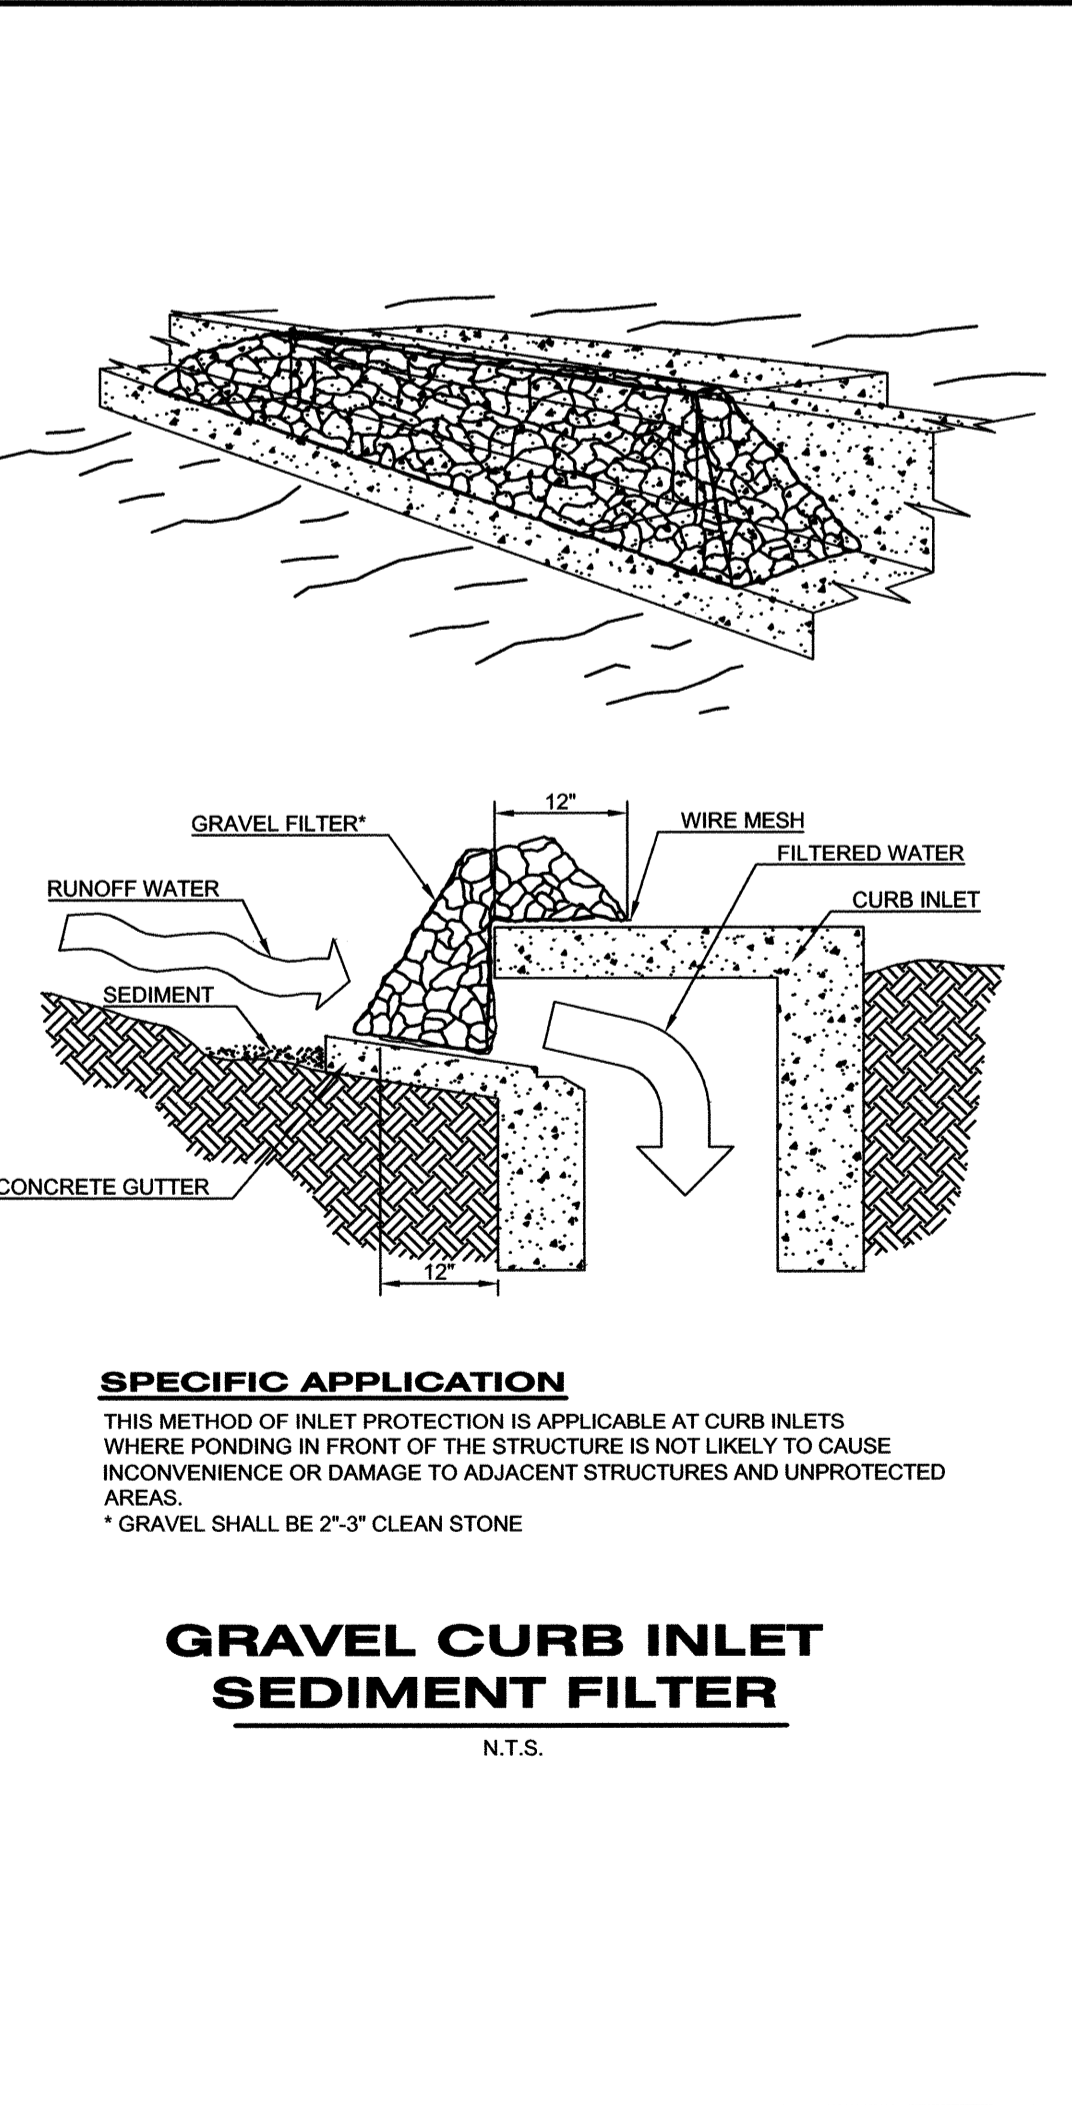 12"
GRAVEL FILTER*
WIRE MESH
FILTERED WATER
RUNOFF WATER
CURB INLET
SEDIMENT
CONCRETE GUTTER
12"
SPECIFIC APPLICATION
THIS METHOD OF INLET PROTECTION IS APPLICABLE AT CURB INLETS
WHERE PONDING IN FRONT OF THE STRUCTURE IS NOT LIKELY TO CAUSE
INCONVENIENCE OR DAMAGE TO ADJACENT STRUCTURES AND UNPROTECTED
AREAS.
* GRAVEL SHALL BE 2"-3" CLEAN STONE
GRAVEL CURB INLET
SEDIMENT FILTER
N.T.S.